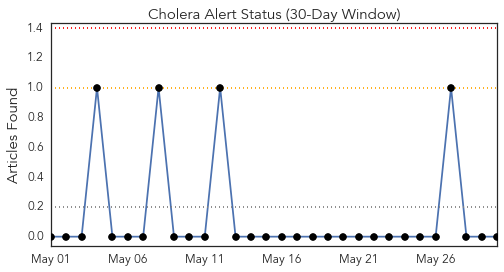 Cholera Alert Status (30-Day Window)
Articles Found
1.4
1.2
1.0
0.8
0.6
0.4
0.2
0.0
May 01 May 06 May 11 May 16 May 21 May 26